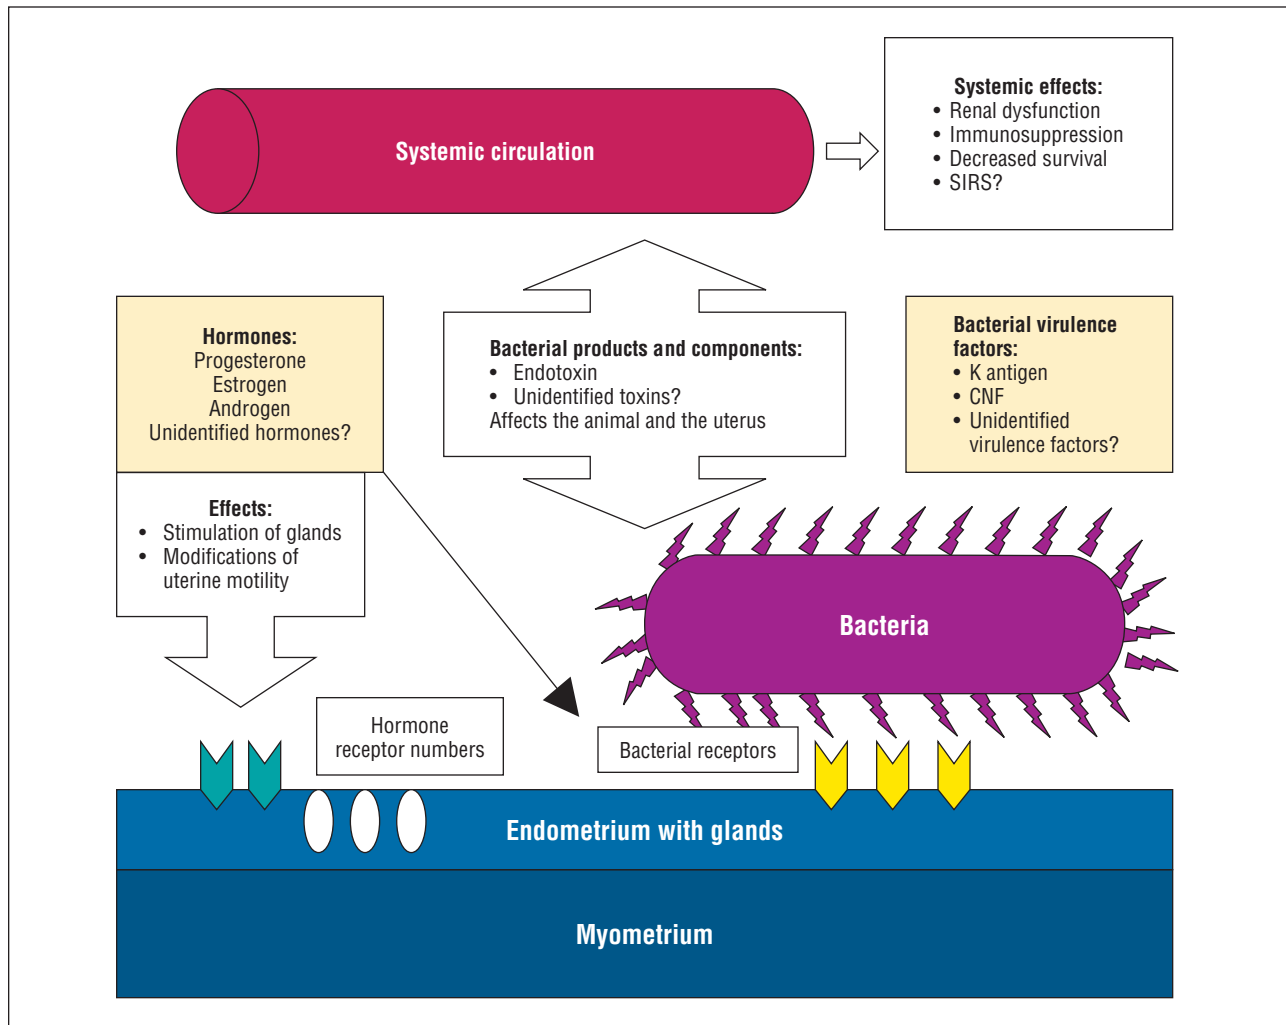 Systemic circulation
Systemic effects:
• Renal dysfunction
• Immunosuppression
• Decreased survival
• SIRS?
Hormones:
Progesterone
Estrogen
Androgen
Unidentified hormones?
Bacterial products and components:
• Endotoxin
• Unidentified toxins?
Affects the animal and the uterus
Bacterial virulence
factors:
• K antigen
• CNF
• Unidentified
virulence factors?
Effects:
• Stimulation of glands
• Modifications of
uterine motility
Bacteria
Hormone
receptor numbers
Bacterial receptors
Endometrium with glands
Myometrium